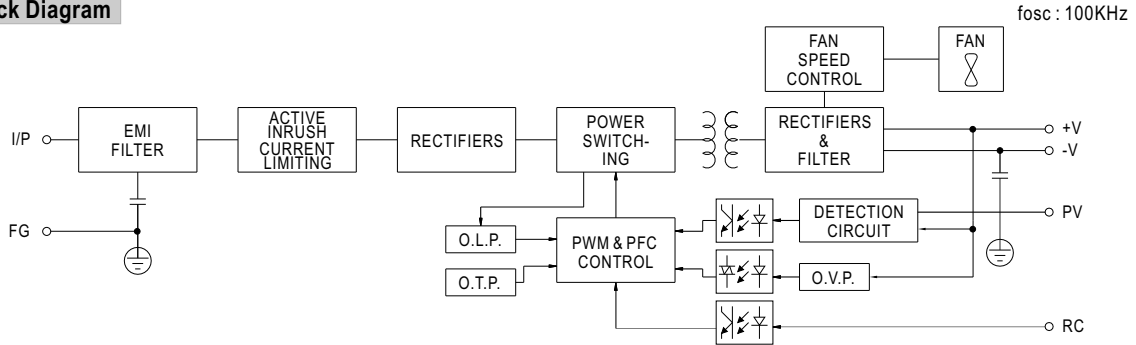 ck Diagram
fosc : 100KHz
FAN
SPEED
CONTROL
FAN
I/P
EMI
FILTER
ACTIVE
INRUSH
CURRENT
LIMITING
RECTIFIERS
POWER
SWITCH-
ING
RECTIFIERS
&
FILTER
+V
-V
FG
O.L.P.
O.T.P.
PWM & PFC
CONTROL
DETECTION
CIRCUIT
PV
O.V.P.
RC